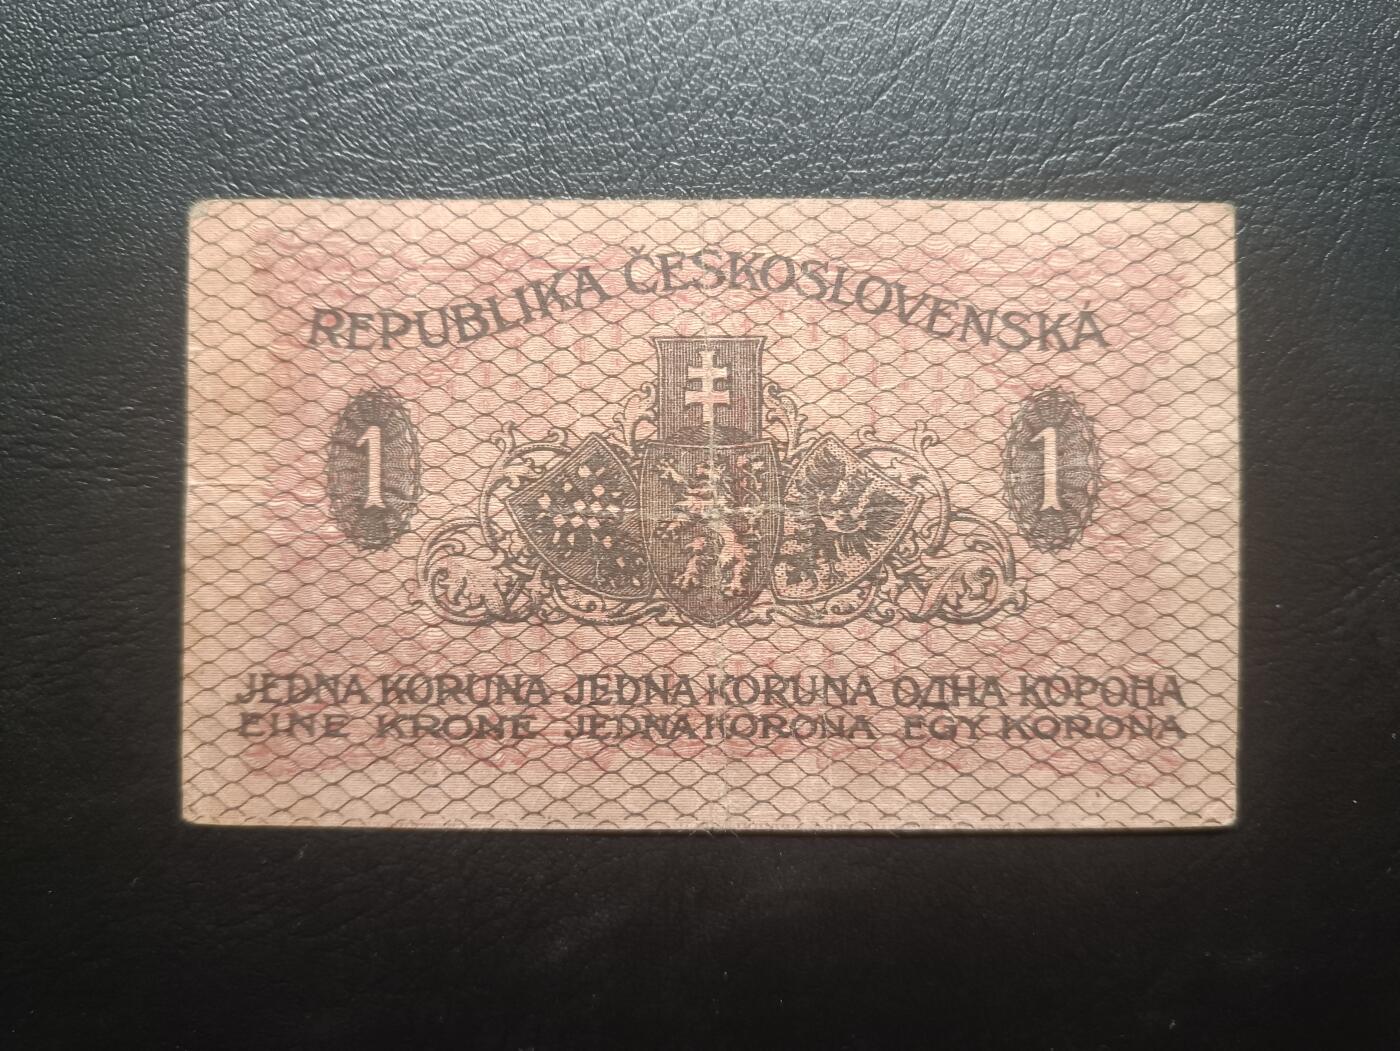 REPUBLIKA ČESKOSLOVENSKÁ
1 1
JEDNA KORUNA JEDNA KORUNA ОДНА КОРОНА
EINE KRONE JEDNA KORONA EGY KORONA